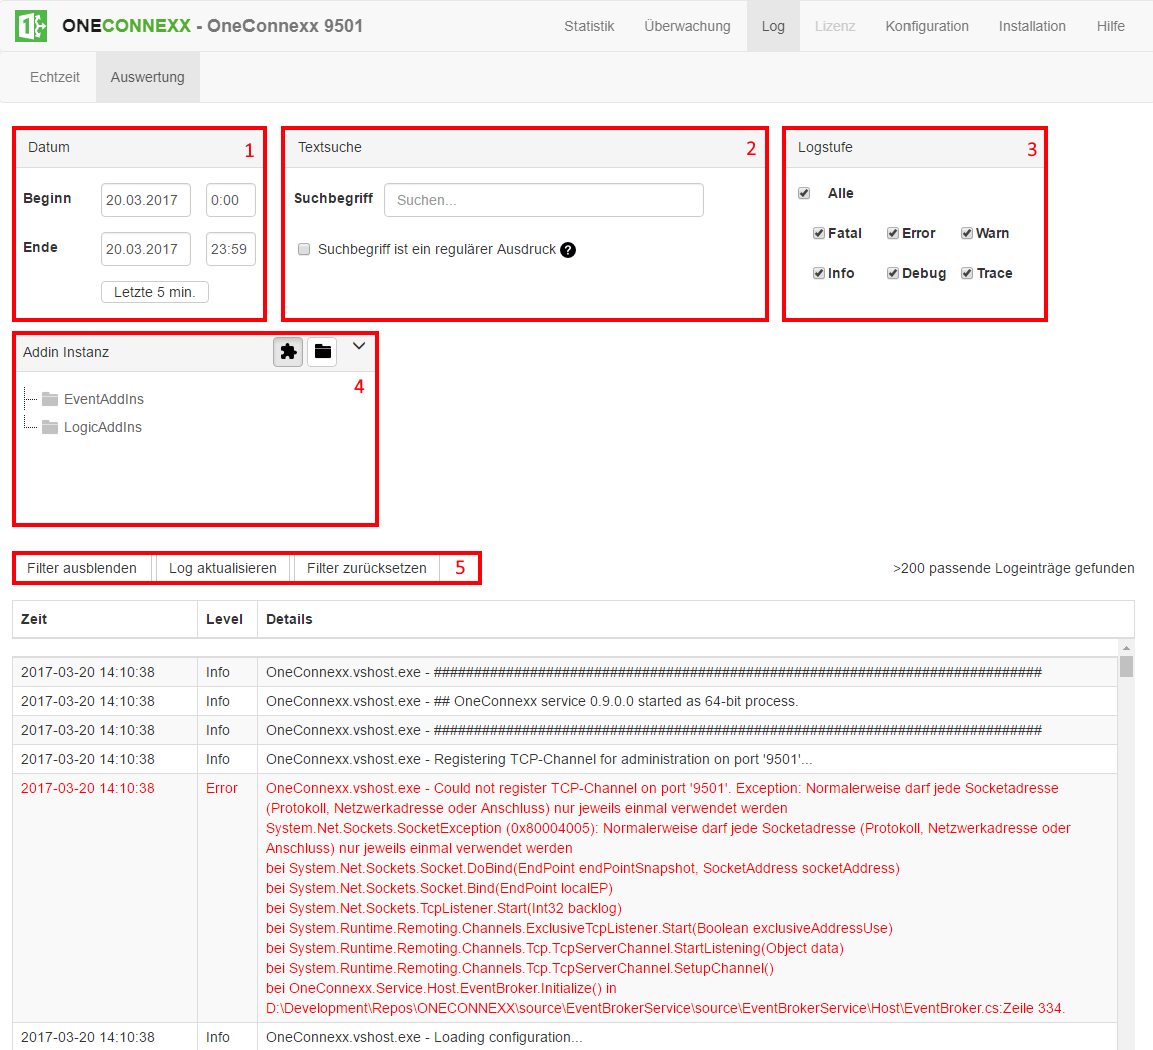 ONECONNEXX - OneConnexx 9501
Statistik Überwachung Log Lizenz Konfiguration Installation Hilfe
Echtzeit Auswertung
Datum 1
Beginn 20.03.2017 0:00
Ende 20.03.2017 23:59
Letzte 5 min.
Textsuche 2
Suchbegriff Suchen...
Suchbegriff ist ein regulärer Ausdruck ?
Logstufe 3
Alle
Fatal Error Warn
Info Debug Trace
Addin Instanz
4
EventAddIns
LogicAddIns
Filter ausblenden Log aktualisieren Filter zurücksetzen 5
>200 passende Logeinträge gefunden
Zeit Level Details
2017-03-20 14:10:38 Info OneConnexx.vshost.exe - ############################################################################
2017-03-20 14:10:38 Info OneConnexx.vshost.exe - ## OneConnexx service 0.9.0.0 started as 64-bit process.
2017-03-20 14:10:38 Info OneConnexx.vshost.exe - ############################################################################
2017-03-20 14:10:38 Info OneConnexx.vshost.exe - Registering TCP-Channel for administration on port '9501'...
2017-03-20 14:10:38 Error OneConnexx.vshost.exe - Could not register TCP-Channel on port '9501'. Exception: Normalerweise darf jede Socketadresse
(Protokoll, Netzwerkadresse oder Anschluss) nur jeweils einmal verwendet werden
System.Net.Sockets.SocketException (0x80004005): Normalerweise darf jede Socketadresse (Protokoll, Netzwerkadresse oder
Anschluss) nur jeweils einmal verwendet werden
bei System.Net.Sockets.Socket.DoBind(EndPoint endPointSnapshot, SocketAddress socketAddress)
bei System.Net.Sockets.Socket.Bind(EndPoint localEP)
bei System.Net.Sockets.TcpListener.Start(Int32 backlog)
bei System.Runtime.Remoting.Channels.ExclusiveTcpListener.Start(Boolean exclusiveAddressUse)
bei System.Runtime.Remoting.Channels.Tcp.TcpServerChannel.StartListening(Object data)
bei System.Runtime.Remoting.Channels.Tcp.TcpServerChannel.SetupChannel()
bei OneConnexx.Service.Host.EventBroker.Initialize() in
D:\Development\Repos\ONECONNEXX\source\EventBrokerService\source\EventBrokerService\Host\EventBroker.cs:Zeile 334.
2017-03-20 14:10:38 Info OneConnexx.vshost.exe - Loading configuration...